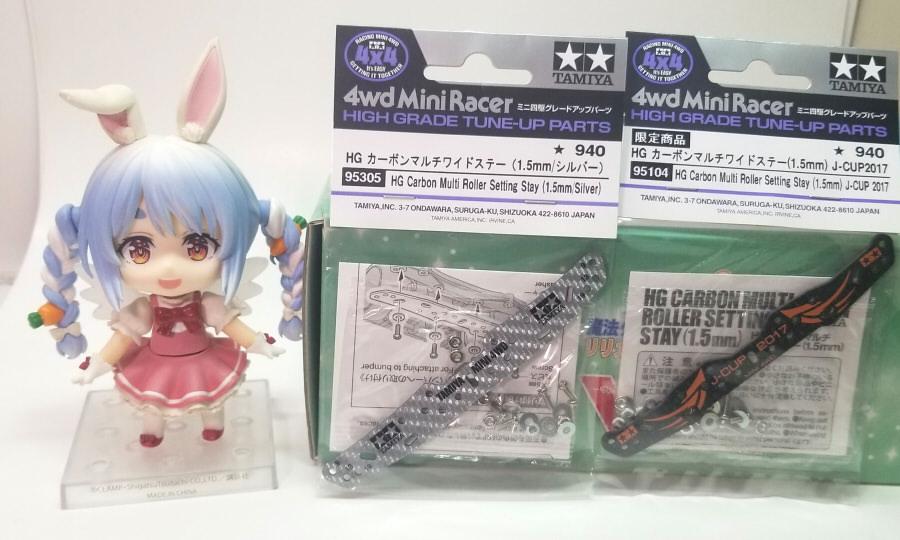 RACING MINI 4WD
4x4
It's EASY
GETTING IT TOGETHER
TAMIYA
4wd Mini Racer ミニ四駆グレードアップパーツ
HIGH GRADE TUNE-UP PARTS
★ 940
HG カーボンマルチワイドステー (1.5mm/シルバー)
95305 HG Carbon Multi Roller Setting Stay (1.5mm/Silver)
TAMIYA,INC. 3-7 ONDAWARA, SURUGA-KU, SHIZUOKA 422-8610 JAPAN
TAMIYA AMERICA, INC. IRVINE,CA
RACING MINI 4WD
4x4
It's EASY
GETTING IT TOGETHER
TAMIYA
4wd Mini Racer ミニ四駆グレードアップパーツ
HIGH GRADE TUNE-UP PARTS
限定商品
★ 940
HG カーボンマルチワイドステー(1.5mm) J-CUP2017
95104 HG Carbon Multi Roller Setting Stay (1.5mm) J-CUP 2017
TAMIYA,INC. 3-7 ONDAWARA, SURUGA-KU, SHIZUOKA 422-8610 JAPAN
TAMIYA AMERICA, INC. IRVINE,CA
For attaching to bumper
TAMIYA MINI4WD
HG CARBON MULTI
ROLLER SETTING
STAY (1.5mm)
注意
J-CUP 2017
MADE IN CHINA